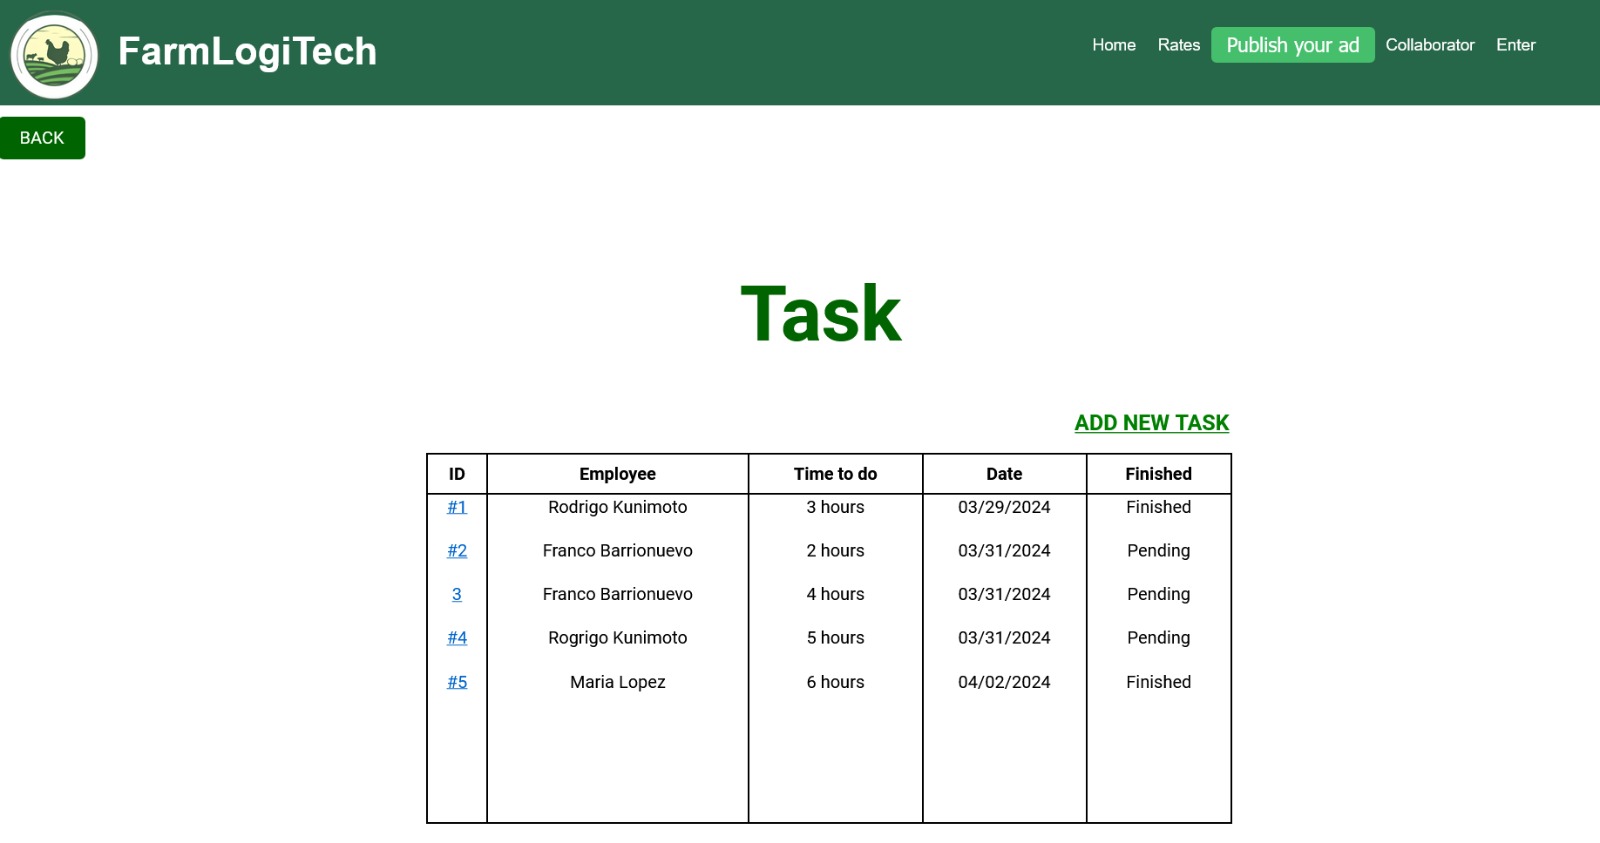 FarmLogiTech
Home Rates Publish your ad Collaborator Enter
BACK
Task
ADD NEW TASK
ID Employee Time to do Date Finished
#1 Rodrigo Kunimoto 3 hours 03/29/2024 Finished
#2 Franco Barrionuevo 2 hours 03/31/2024 Pending
3 Franco Barrionuevo 4 hours 03/31/2024 Pending
#4 Rogrigo Kunimoto 5 hours 03/31/2024 Pending
#5 Maria Lopez 6 hours 04/02/2024 Finished